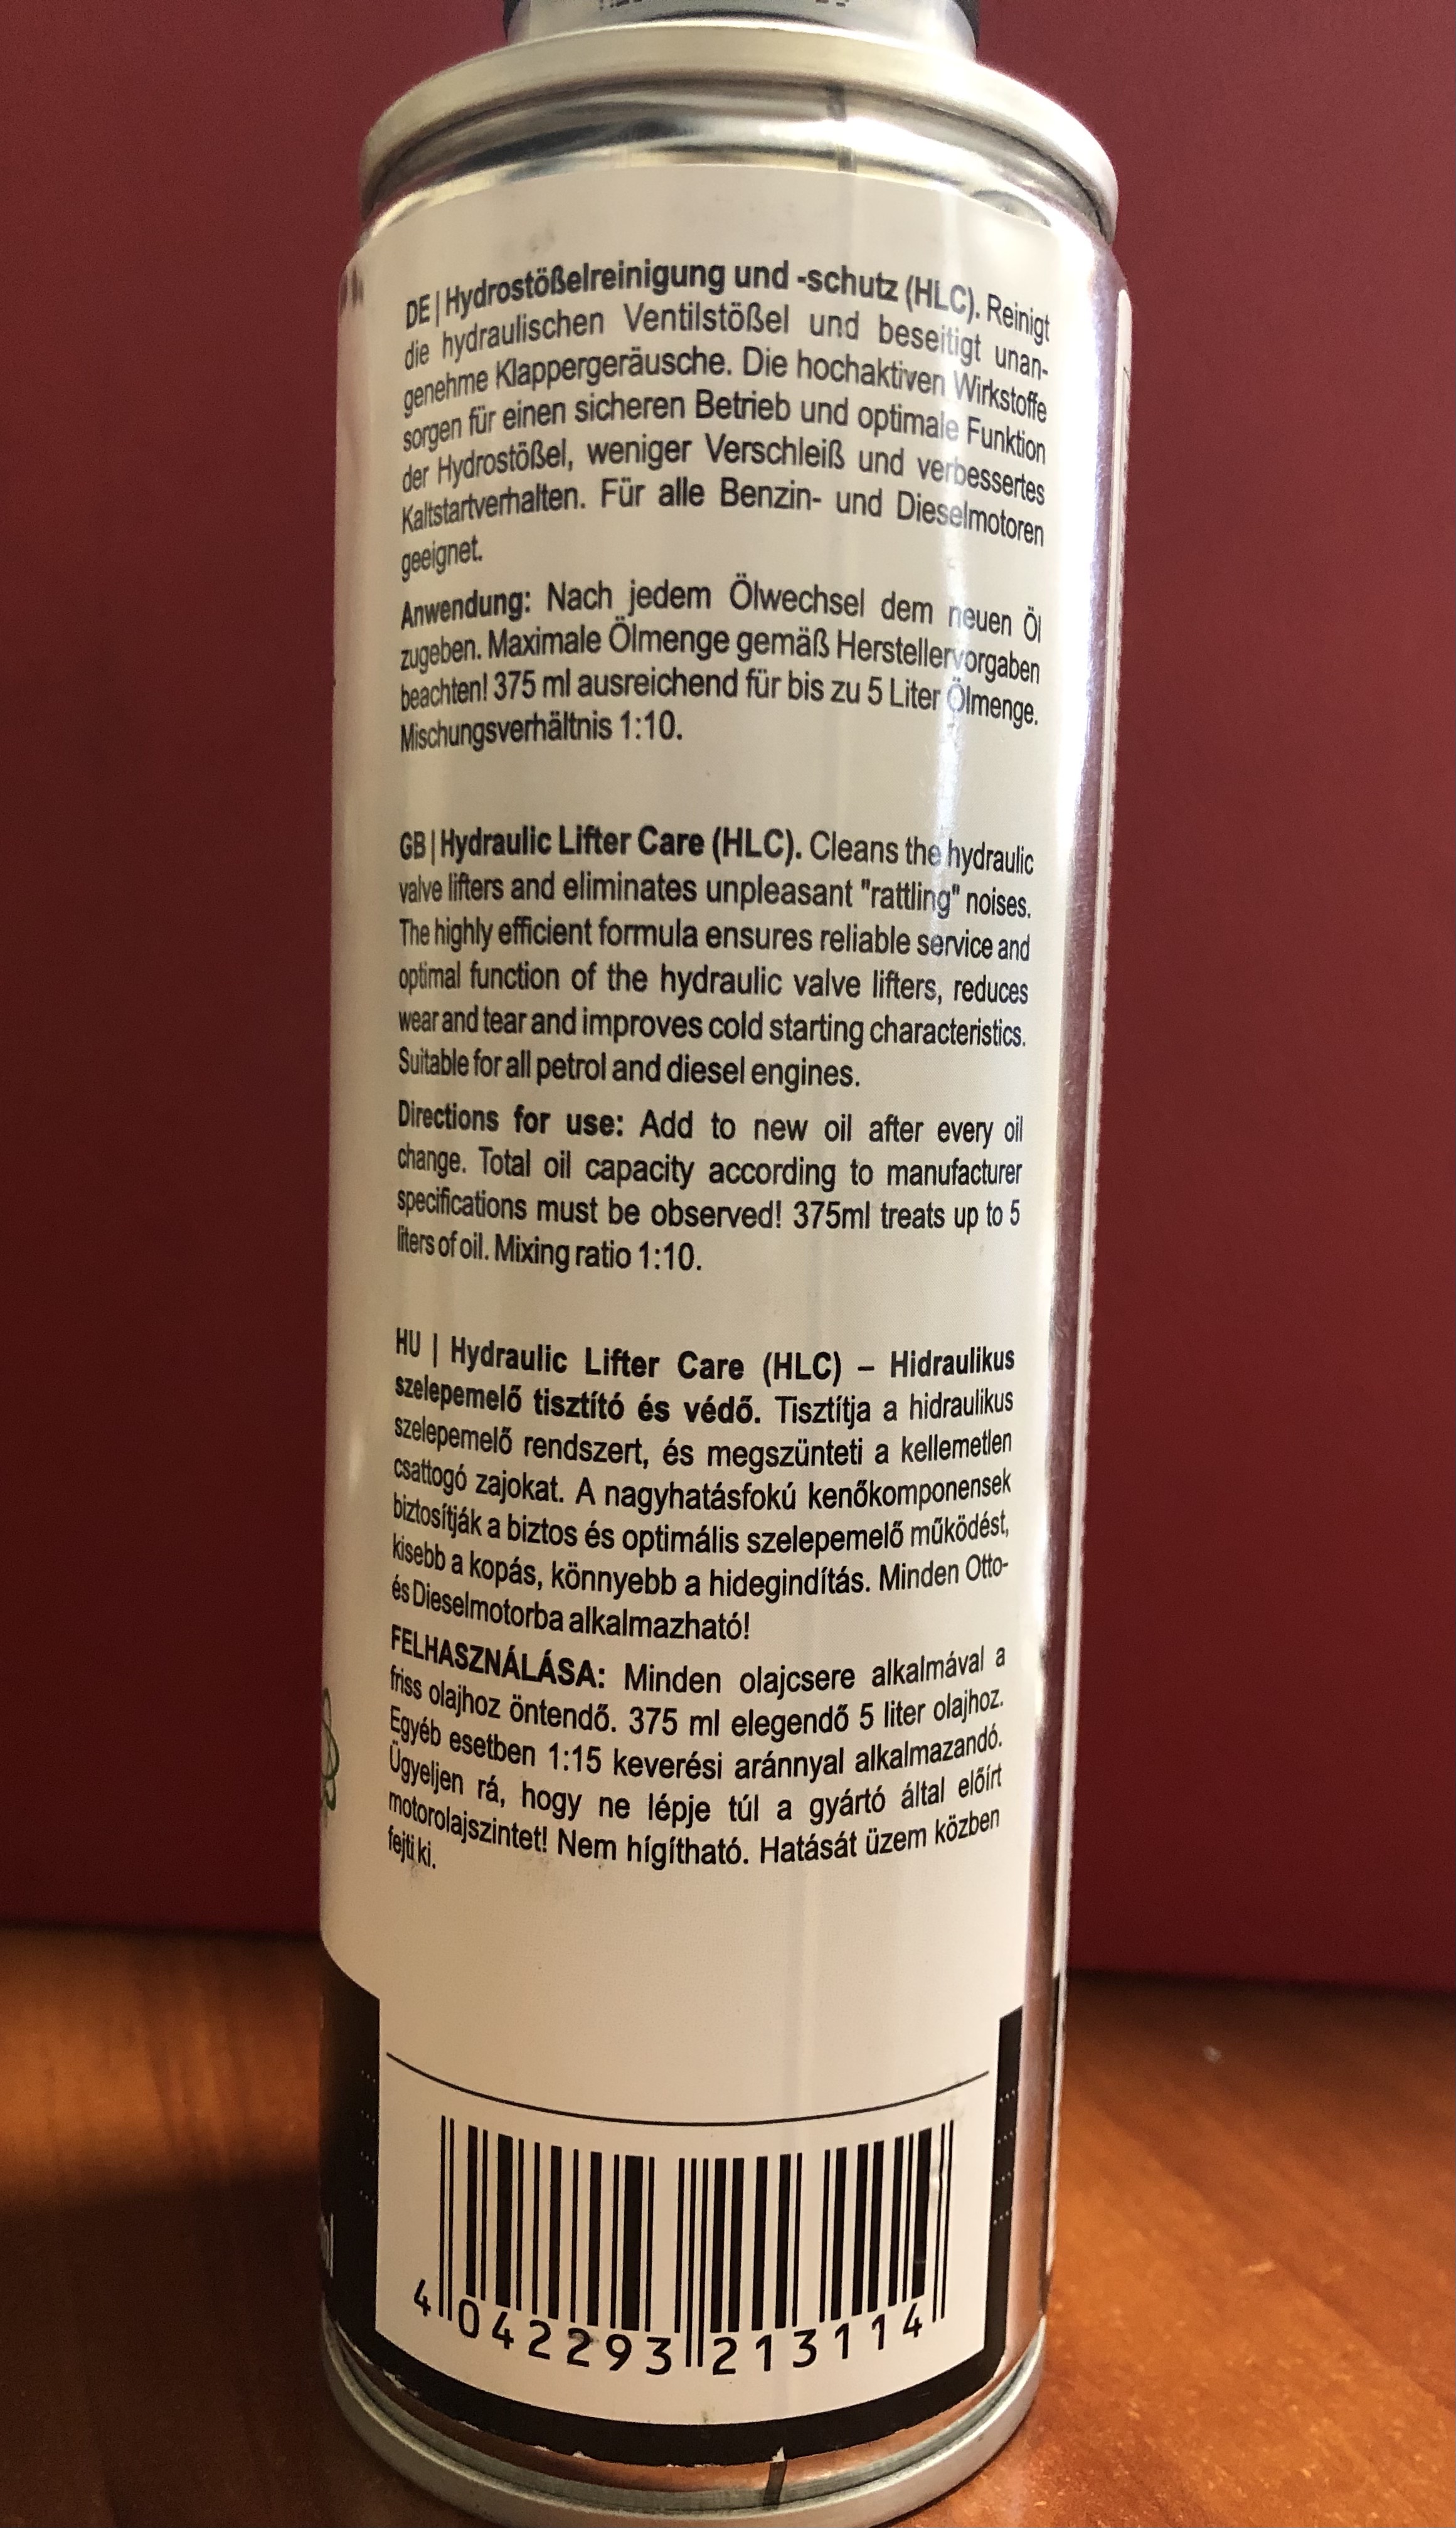 DE | Hydrostößelreinigung und -schutz (HLC). Reinigt
die hydraulischen Ventilstößel und beseitigt unan-
genehme Klappergeräusche. Die hochaktiven Wirkstoffe
sorgen für einen sicheren Betrieb und optimale Funktion
der Hydrostößel, weniger Verschleiß und verbessertes
Kaltstartverhalten. Für alle Benzin- und Dieselmotoren
geeignet.
Anwendung: Nach jedem Ölwechsel dem neuen Öl
zugeben. Maximale Ölmenge gemäß Herstellervorgaben
beachten! 375 ml ausreichend für bis zu 5 Liter Ölmenge.
Mischungsverhältnis 1:10.
GB | Hydraulic Lifter Care (HLC). Cleans the hydraulic
valve lifters and eliminates unpleasant "rattling" noises.
The highly efficient formula ensures reliable service and
optimal function of the hydraulic valve lifters, reduces
wear and tear and improves cold starting characteristics.
Suitable for all petrol and diesel engines.
Directions for use: Add to new oil after every oil
change. Total oil capacity according to manufacturer
specifications must be observed! 375ml treats up to 5
liters of oil. Mixing ratio 1:10.
HU | Hydraulic Lifter Care (HLC) – Hidraulikus
szelepemelő tisztító és védő. Tisztítja a hidraulikus
szelepemelő rendszert, és megszünteti a kellemetlen
csattogó zajokat. A nagyhatásfokú kenőkomponensek
biztosítják a biztos és optimális szelepemelő működést,
kisebb a kopás, könnyebb a hidegindítás. Minden Otto-
és Dieselmotorba alkalmazható!
FELHASZNÁLÁSA: Minden olajcsere alkalmával a
friss olajhoz öntendő. 375 ml elegendő 5 liter olajhoz.
Egyéb esetben 1:15 keverési aránnyal alkalmazandó.
Ügyeljen rá, hogy ne lépje túl a gyártó által előírt
motorolajszintet! Nem hígítható. Hatását üzem közben
fejti ki.
4 042293 213114